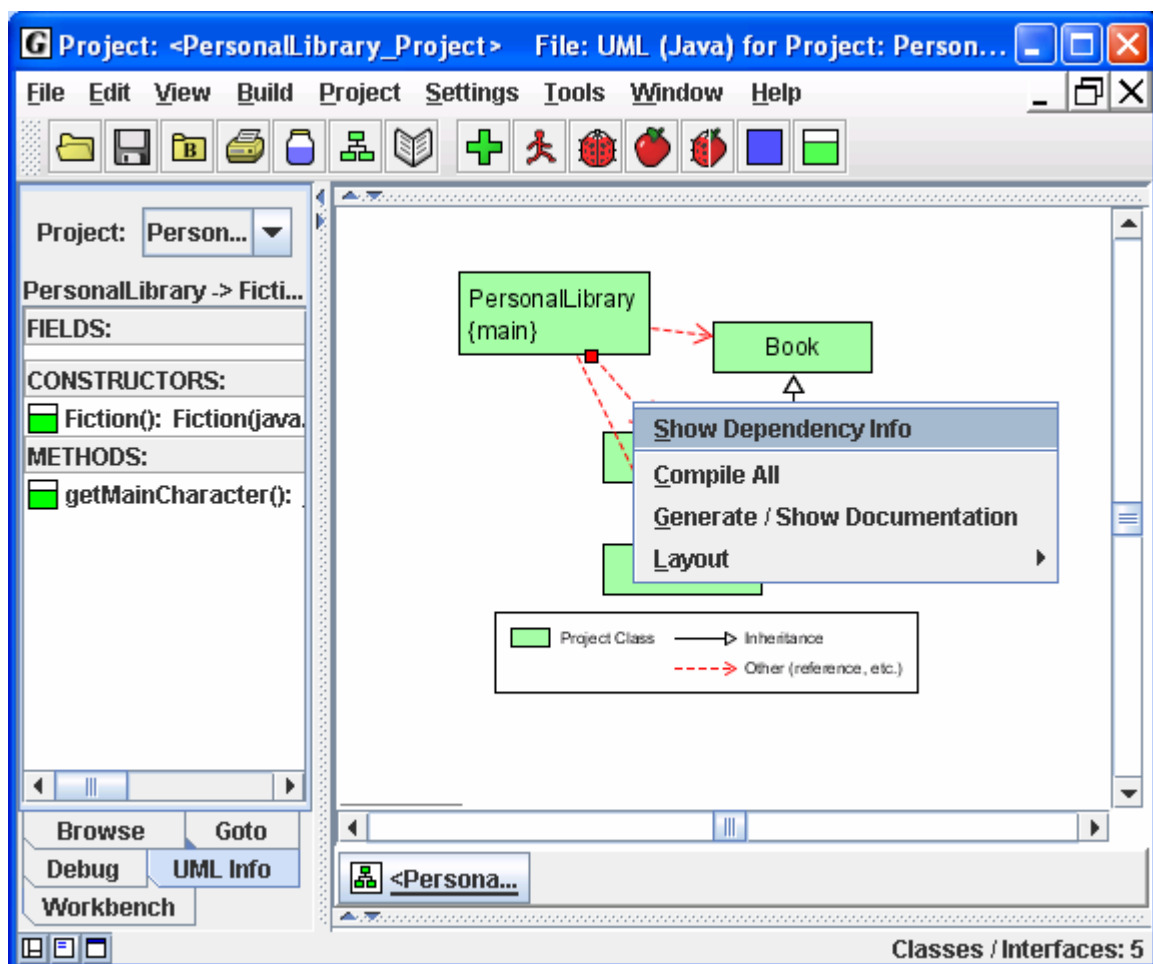 G Project: <PersonalLibrary_Project> File: UML (Java) for Project: Person...
File Edit View Build Project Settings Tools Window Help
B
Project: Person...
PersonalLibrary -> Ficti...
FIELDS:
CONSTRUCTORS:
Fiction(): Fiction(java.
METHODS:
getMainCharacter():
PersonalLibrary
{main}
Book
Show Dependency Info
Compile All
Generate / Show Documentation
Layout
Project Class Inheritance
Other (reference, etc.)
Browse Goto
Debug UML Info
Workbench
<Persona...
Classes / Interfaces: 5